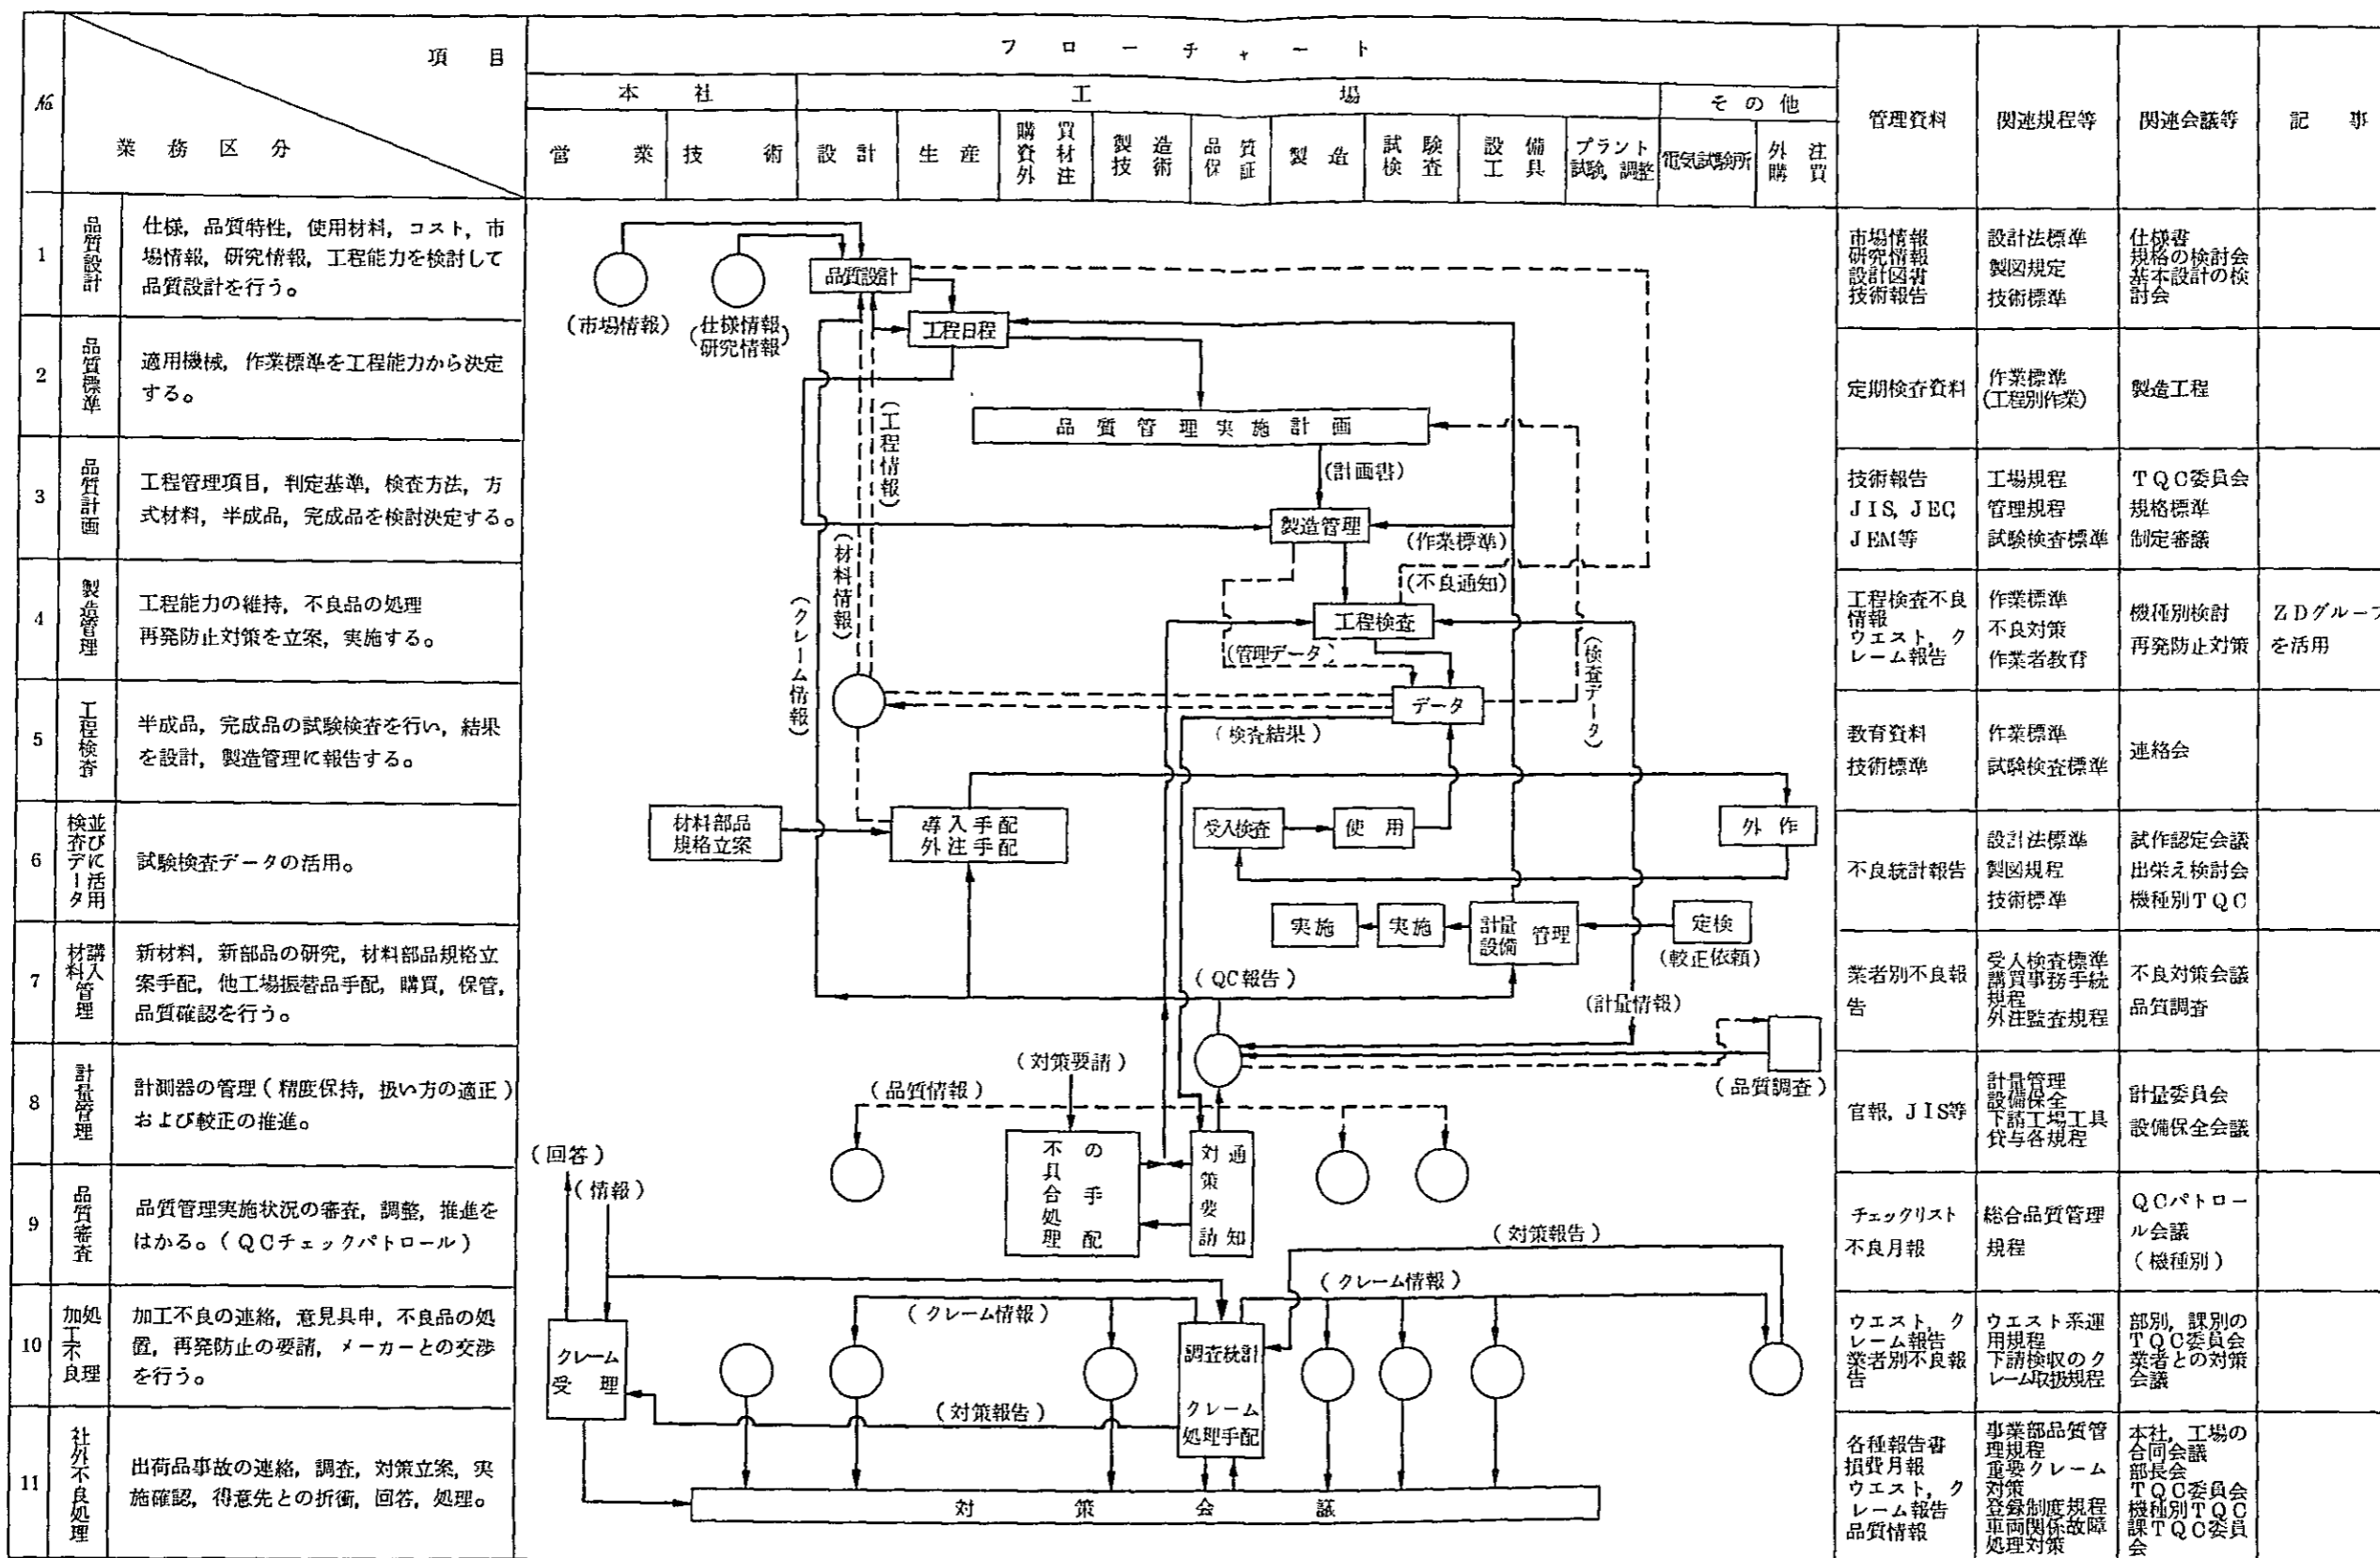 項目
業務区分
№
フローチャート
本社
工場
その他
営業
技術
設計
生産
購買
資材
外注
製造
技術
品質
保証
製造
試験
検査
設備
工具
プラント
試験,調整
電気試験所
外注
購買
管理資料
関連規程等
関連会議等
記事
1
品質設計
仕様,品質特性,使用材料,コスト,市
場情報,研究情報,工程能力を検討して
品質設計を行う。
2
品質標準
適用機械,作業標準を工程能力から決定
する。
3
品質計画
工程管理項目,判定基準,検査方法,方
式材料,半成品,完成品を検討決定する。
4
製造管理
工程能力の維持,不良品の処理
再発防止対策を立案,実施する。
5
工程検査
半成品,完成品の試験検査を行い,結果
を設計,製造管理に報告する。
6
検査データ
並びに活用
試験検査データの活用。
7
材料管理
購入
新材料,新部品の研究,材料部品規格立
案手配,他工場振替品手配,購買,保管,
品質確認を行う。
8
計量管理
計測器の管理(精度保持,扱い方の適正)
および較正の推進。
9
品質審査
品質管理実施状況の審査,調整,推進を
はかる。(QCチェックパトロール)
10
加工不良
処理
加工不良の連絡,意見具申,不良品の処
置,再発防止の要請,メーカーとの交渉
を行う。
11
社外不良処理
出荷品事故の連絡,調査,対策立案,実
施確認,得意先との折衝,回答,処理。
(市場情報)
(仕様情報)
(研究情報)
品質設計
工程日程
(工程情報)
品質管理実施計画
(計画書)
製造管理
(作業標準)
(不良通知)
(材料情報)
(クレーム情報)
工程検査
(管理データ)
(検査データ)
データ
(検査結果)
材料部品
規格立案
導入手配
外注手配
受入検査
使用
外作
実施
実施
計量
設備
管理
定検
(較正依頼)
(QC報告)
(計量情報)
(対策要請)
(品質情報)
(品質調査)
不具合処理
の手配
対策要請
通知
(回答)
(情報)
(対策報告)
(クレーム情報)
(クレーム情報)
クレーム
受理
調査統計
クレーム
処理手配
(対策報告)
対策会議
市場情報
研究情報
設計図書
技術報告
設計法標準
製図規定
技術標準
仕様書
規格の検討会
基本設計の検
討会
定期検査資料
作業標準
(工程別作業)
製造工程
技術報告
JIS,JEC,
JEM等
工場規程
管理規程
試験検査標準
TQC委員会
規格標準
制定審議
工程検査不良
情報
ウエスト,ク
レーム報告
作業標準
不良対策
作業者教育
機種別検討
再発防止対策
ZDグループ
を活用
教育資料
技術標準
作業標準
試験検査標準
連絡会
不良統計報告
設計法標準
製図規程
技術標準
試作認定会議
出栄え検討会
機種別TQC
業者別不良報
告
受入検査標準
購買事務手続
規程
外注監査規程
不良対策会議
品質調査
官報,JIS等
計量管理
設備保全
下請工場工具
貸与各規程
計量委員会
設備保全会議
チェックリスト
不良月報
総合品質管理
規程
QCパトロー
ル会議
(機種別)
ウエスト,ク
レーム報告
業者別不良報
告
ウエスト系運
用規程
下請検収のク
レーム取扱規程
部別,課別の
TQC委員会
業者との対策
会議
各種報告書
損費月報
ウエスト,ク
レーム報告
品質情報
事業部品質管
理規程
重要クレーム
対策
登録制度規程
車両関係故障
処理対策
本社,工場の
合同会議
部長会
TQC委員会
機種別TQC
課TQC委員
会